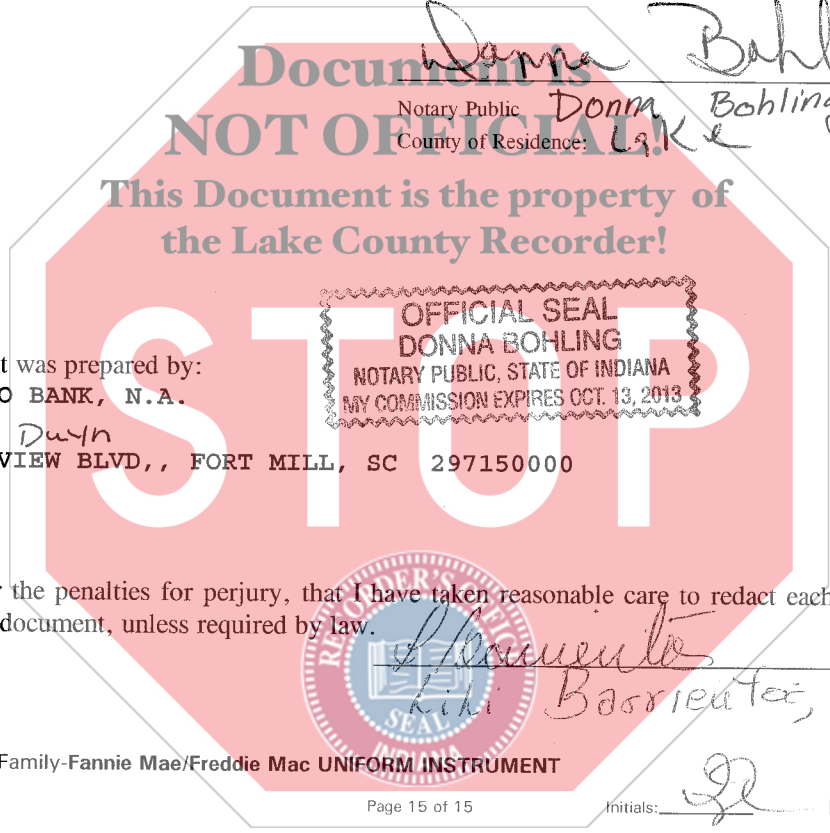 Donna Bohl
Document is
Notary Public Donna Bohling
NOT OFFICIAL!
County of Residence: Lake
This Document is the property of
the Lake County Recorder!
STOP
OFFICIAL SEAL
DONNA BOHLING
NOTARY PUBLIC, STATE OF INDIANA
MY COMMISSION EXPIRES OCT. 13, 2013
t was prepared by:
O BANK, N.A.
VIEW BLVD,, FORT MILL, SC 297150000
r the penalties for perjury, that I have taken reasonable care to redact each
document, unless required by law.
RECORDER'S OFFICE
SEAL
INDIANA
Barrientos,
Family-Fannie Mae/Freddie Mac UNIFORM INSTRUMENT
Page 15 of 15
Initials: